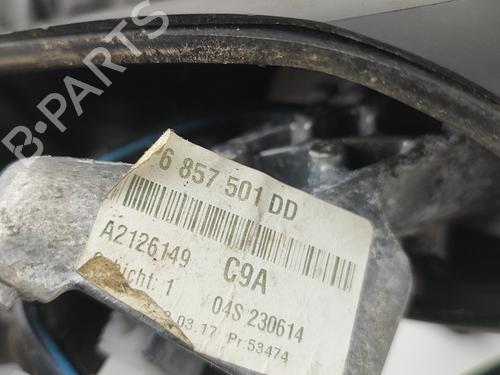 B-PARTS
6 857 501 DD
A2126149 C9A
icht: 1 04S 230614
03.17 Pr.53474